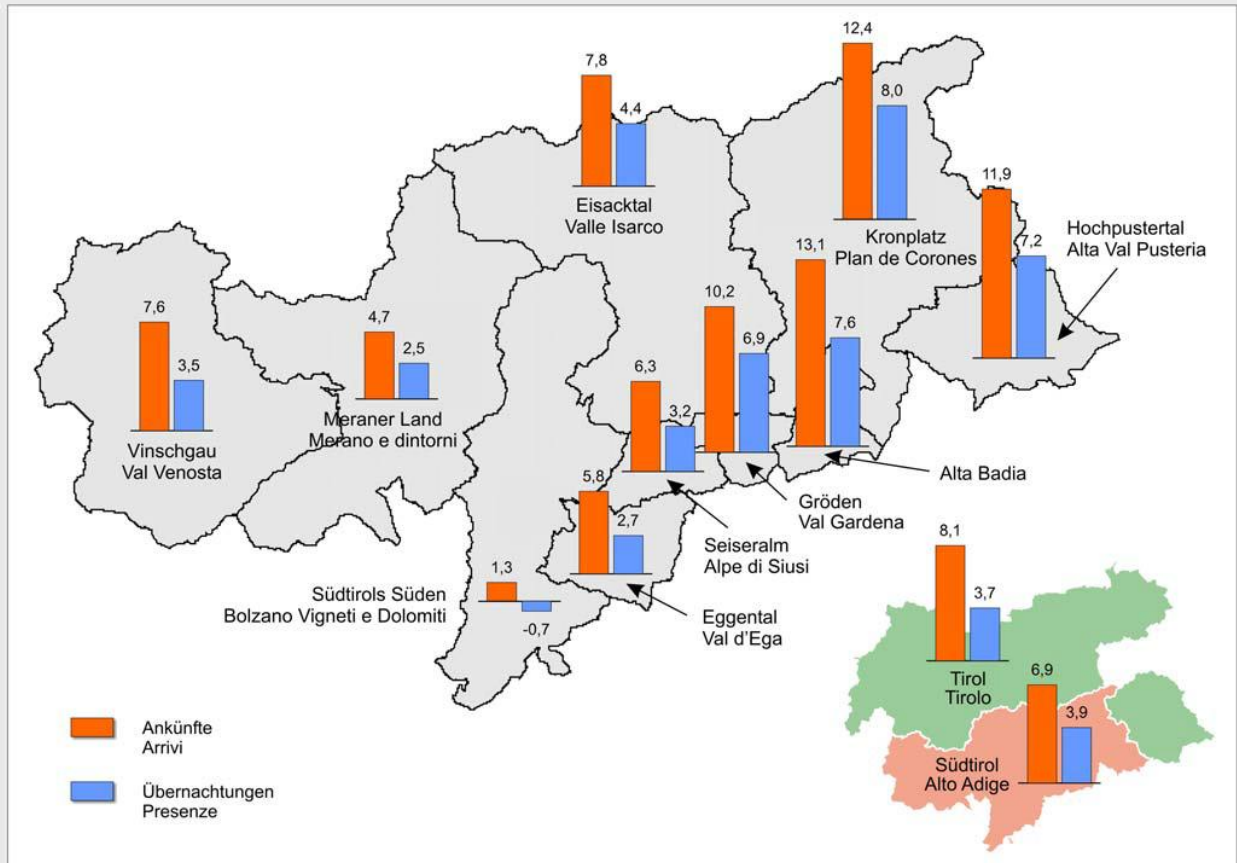 12,4
7,8
8,0
4,4
Eisacktal
Valle Isarco
11,9
7,2
Kronplatz
Plan de Corones
Hochpustertal
Alta Val Pusteria
13,1
7,6
10,2
6,9
7,6
3,5
Vinschgau
Val Venosta
4,7
2,5
Meraner Land
Merano e dintorni
6,3
3,2
Alta Badia
Gröden
Val Gardena
5,8
2,7
Seiseralm
Alpe di Siusi
1,3
-0,7
Südtirols Süden
Bolzano Vigneti e Dolomiti
Eggental
Val d’Ega
8,1
3,7
Tirol
Tirolo
6,9
3,9
Südtirol
Alto Adige
Ankünfte
Arrivi
Übernachtungen
Presenze